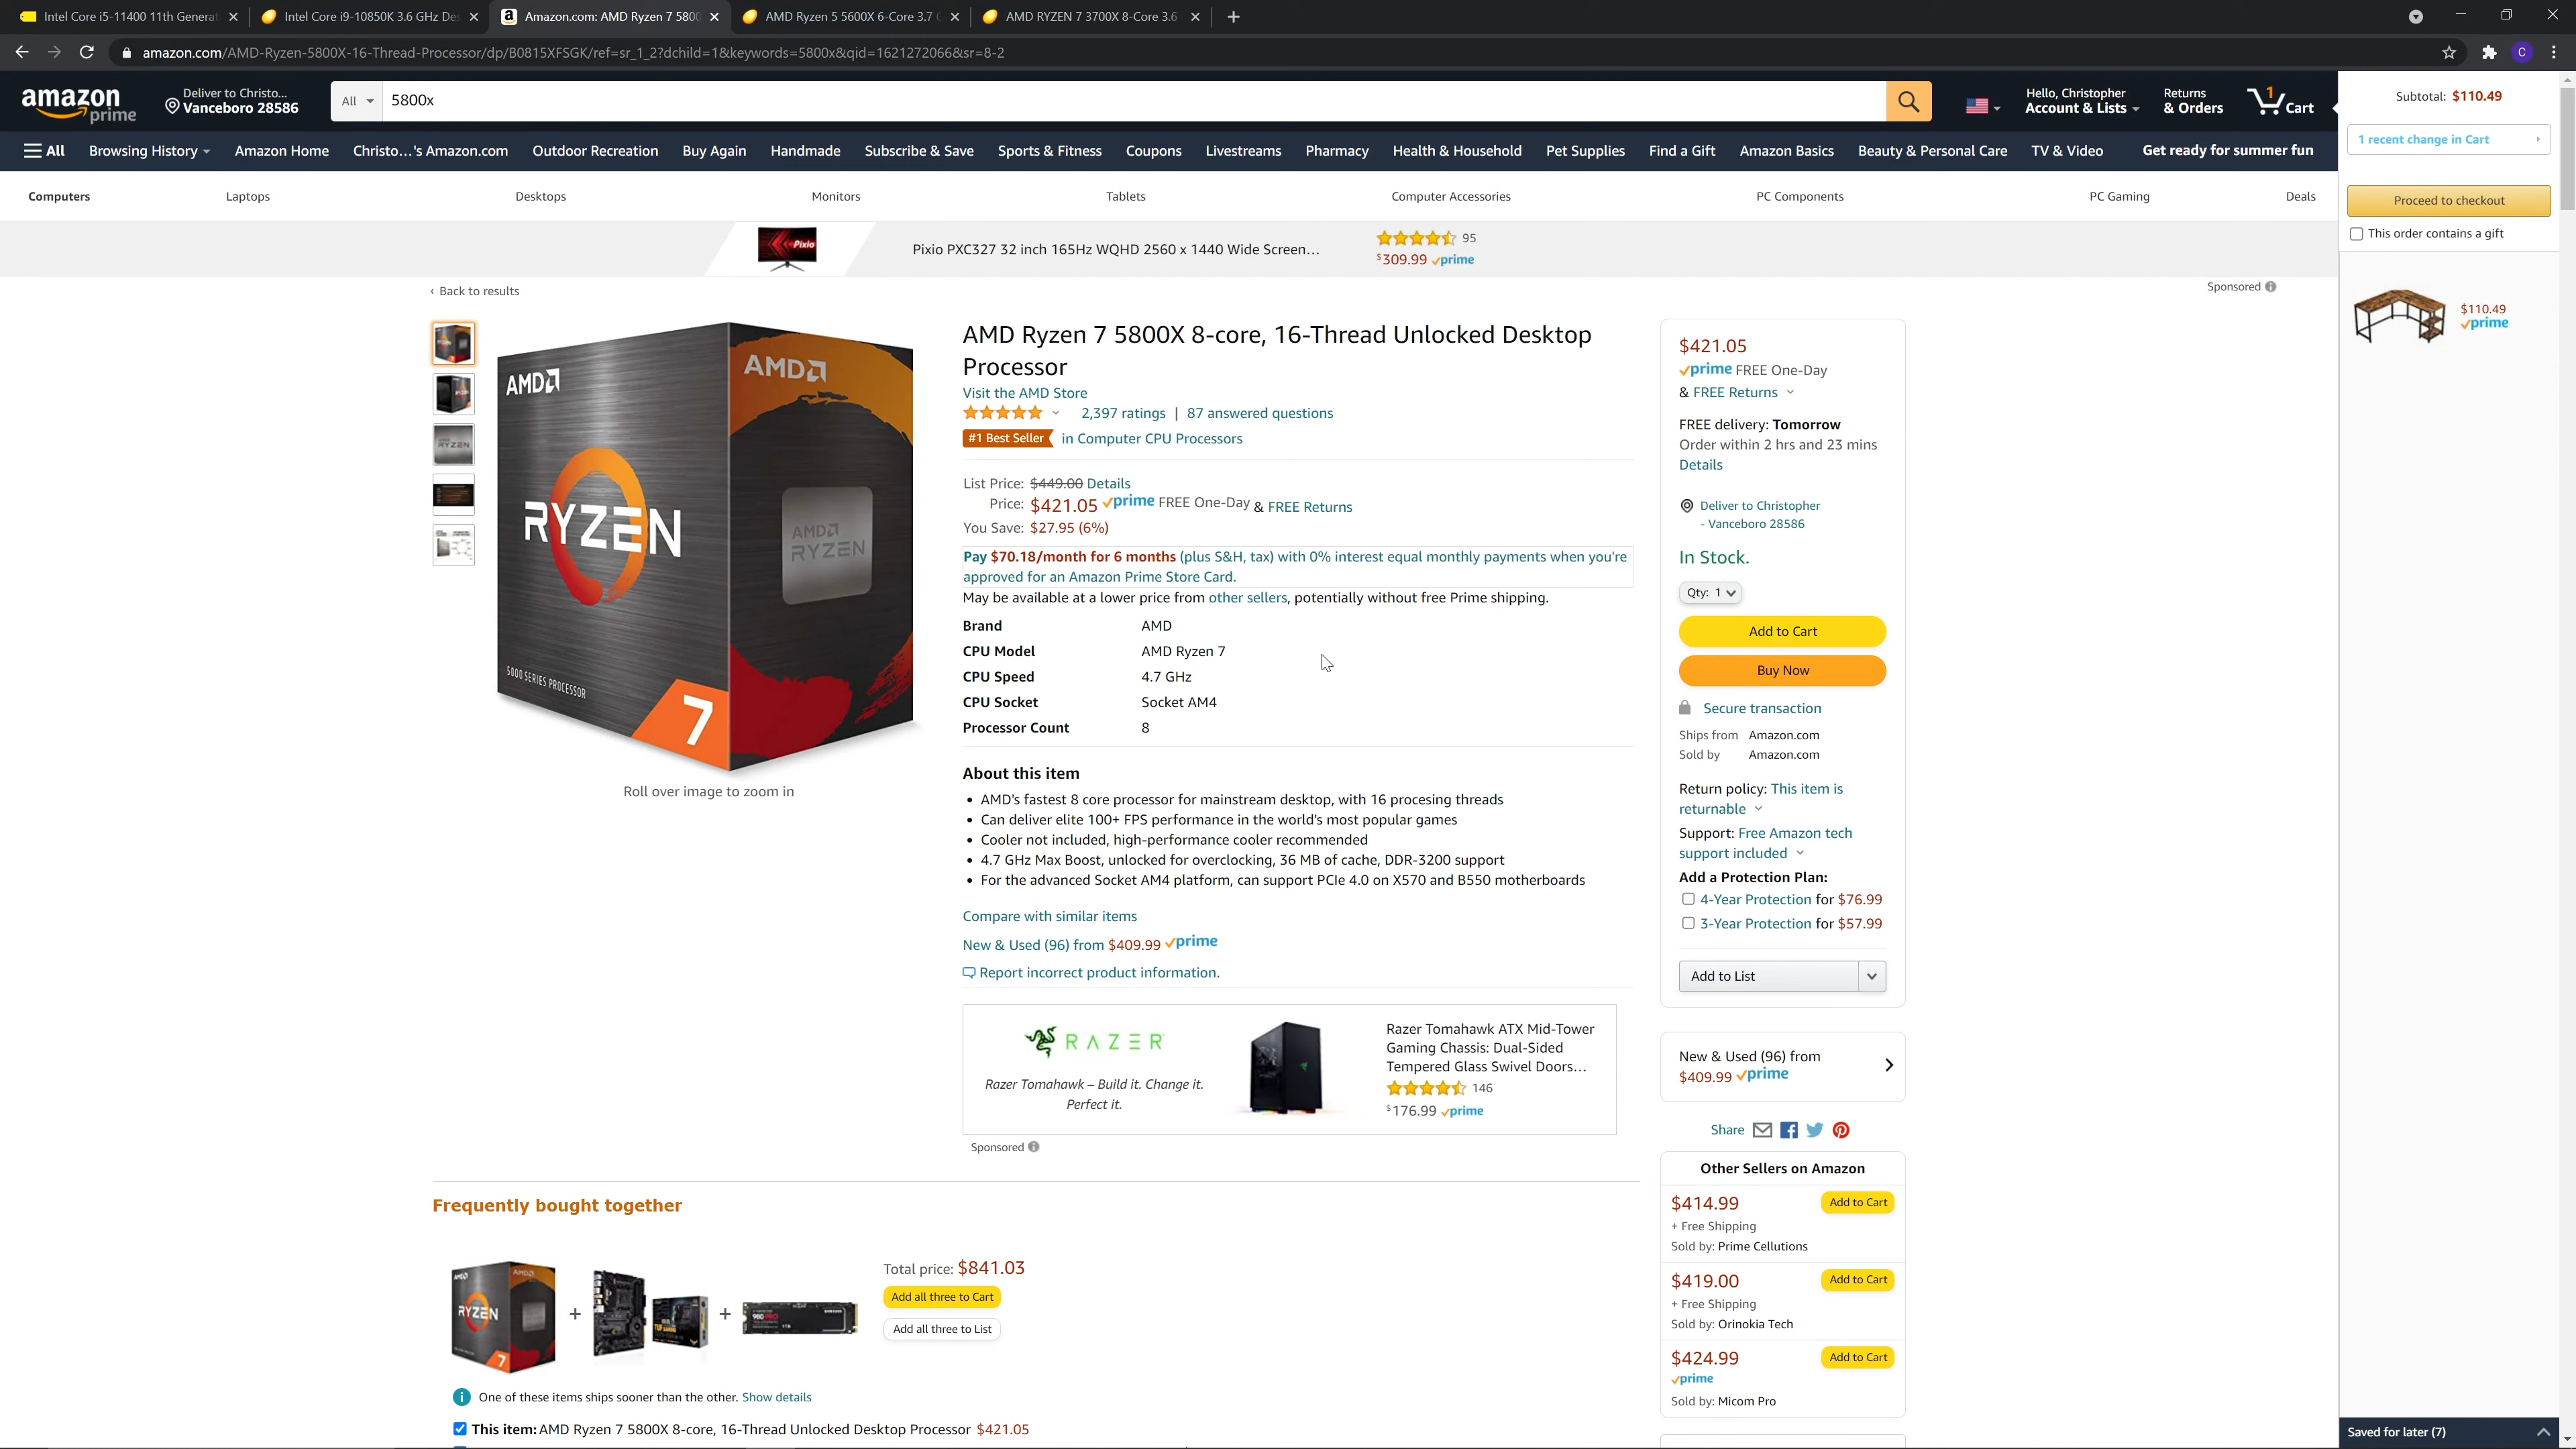 Intel Core i5-11400 11th Generat
Intel Core i9-10850K 3.6 GHz De
Amazon.com: AMD Ryzen 7 5800
AMD Ryzen 5 5600X 6-Core 3.7 G
AMD RYZEN 7 3700X 8-Core 3.6
amazon.com/AMD-Ryzen-5800X-16-Thread-Processor/dp/B0815XFSGK/ref=sr_1_2?dchild=1&keywords=5800x&qid=1621272066&sr=8-2
C
amazon prime
Deliver to Christo...
Vanceboro 28586
All
5800x
Hello, Christopher
Account & Lists
Returns
& Orders
1
Cart
Subtotal: $110.49
1 recent change in Cart
Proceed to checkout
This order contains a gift
$110.49
prime
All
Browsing History
Amazon Home
Christo...'s Amazon.com
Outdoor Recreation
Buy Again
Handmade
Subscribe & Save
Sports & Fitness
Coupons
Livestreams
Pharmacy
Health & Household
Pet Supplies
Find a Gift
Amazon Basics
Beauty & Personal Care
TV & Video
Get ready for summer fun
Computers
Laptops
Desktops
Monitors
Tablets
Computer Accessories
PC Components
PC Gaming
Deals
Pixio
Pixio PXC327 32 inch 165Hz WQHD 2560 x 1440 Wide Screen...
95
$309.99 prime
Sponsored
‹ Back to results
AMD
AMD
RYZEN
AMD
RYZEN
5000 SERIES PROCESSOR
7
Roll over image to zoom in
AMD Ryzen 7 5800X 8-core, 16-Thread Unlocked Desktop
Processor
Visit the AMD Store
2,397 ratings | 87 answered questions
#1 Best Seller in Computer CPU Processors
List Price: $449.00 Details
Price: $421.05 prime FREE One-Day & FREE Returns
You Save: $27.95 (6%)
Pay $70.18/month for 6 months (plus S&H, tax) with 0% interest equal monthly payments when you're
approved for an Amazon Prime Store Card.
May be available at a lower price from other sellers, potentially without free Prime shipping.
Brand AMD
CPU Model AMD Ryzen 7
CPU Speed 4.7 GHz
CPU Socket Socket AM4
Processor Count 8
About this item
• AMD's fastest 8 core processor for mainstream desktop, with 16 procesing threads
• Can deliver elite 100+ FPS performance in the world's most popular games
• Cooler not included, high-performance cooler recommended
• 4.7 GHz Max Boost, unlocked for overclocking, 36 MB of cache, DDR-3200 support
• For the advanced Socket AM4 platform, can support PCIe 4.0 on X570 and B550 motherboards
Compare with similar items
New & Used (96) from $409.99 prime
Report incorrect product information.
RAZER
Razer Tomahawk – Build it. Change it.
Perfect it.
Razer Tomahawk ATX Mid-Tower
Gaming Chassis: Dual-Sided
Tempered Glass Swivel Doors...
146
$176.99 prime
Sponsored
$421.05
prime FREE One-Day
& FREE Returns
FREE delivery: Tomorrow
Order within 2 hrs and 23 mins
Details
Deliver to Christopher
- Vanceboro 28586
In Stock.
Qty: 1
Add to Cart
Buy Now
Secure transaction
Ships from Amazon.com
Sold by Amazon.com
Return policy: This item is
returnable
Support: Free Amazon tech
support included
Add a Protection Plan:
4-Year Protection for $76.99
3-Year Protection for $57.99
Add to List
New & Used (96) from
$409.99 prime
Share
Other Sellers on Amazon
$414.99
Add to Cart
+ Free Shipping
Sold by: Prime Cellutions
$419.00
Add to Cart
+ Free Shipping
Sold by: Orinokia Tech
$424.99
Add to Cart
prime
Sold by: Micom Pro
Frequently bought together
AMD
RYZEN
7
+
+
980 PRO
Total price: $841.03
Add all three to Cart
Add all three to List
One of these items ships sooner than the other. Show details
This item: AMD Ryzen 7 5800X 8-core, 16-Thread Unlocked Desktop Processor $421.05
Saved for later (7)